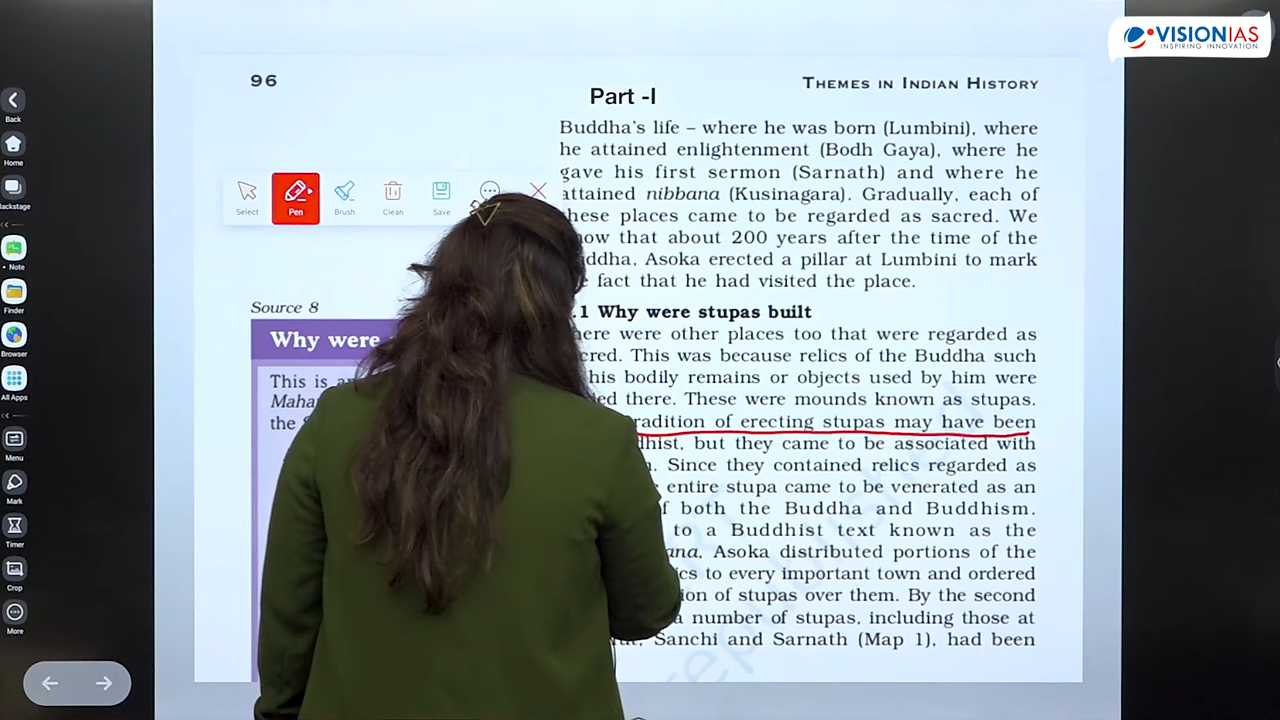 VISIONIAS
INSPIRING INNOVATION
96
THEMES IN INDIAN HISTORY
Part -I
Buddha's life – where he was born (Lumbini), where
he attained enlightenment (Bodh Gaya), where he
gave his first sermon (Sarnath) and where he
attained nibbana (Kusinagara). Gradually, each of
these places came to be regarded as sacred. We
that about 200 years after the time of the
Asoka erected a pillar at Lumbini to mark
fact that he had visited the place.
.1 Why were stupas built
were other places too that were regarded as
This was because relics of the Buddha such
his bodily remains or objects used by him were
there. These were mounds known as stupas.
tradition of erecting stupas may have been
but they came to be associated with
Since they contained relics regarded as
entire stupa came to be venerated as an
both the Buddha and Buddhism.
to a Buddhist text known as the
Asoka distributed portions of the
to every important town and ordered
of stupas over them. By the second
a number of stupas, including those at
Sanchi and Sarnath (Map 1), had been
Source 8
Why were
This is
the
Select
Pen
Brush
Clean
Save
Back
Home
Backstage
Note
Finder
Browser
All Apps
Menu
Mark
Timer
Crop
More